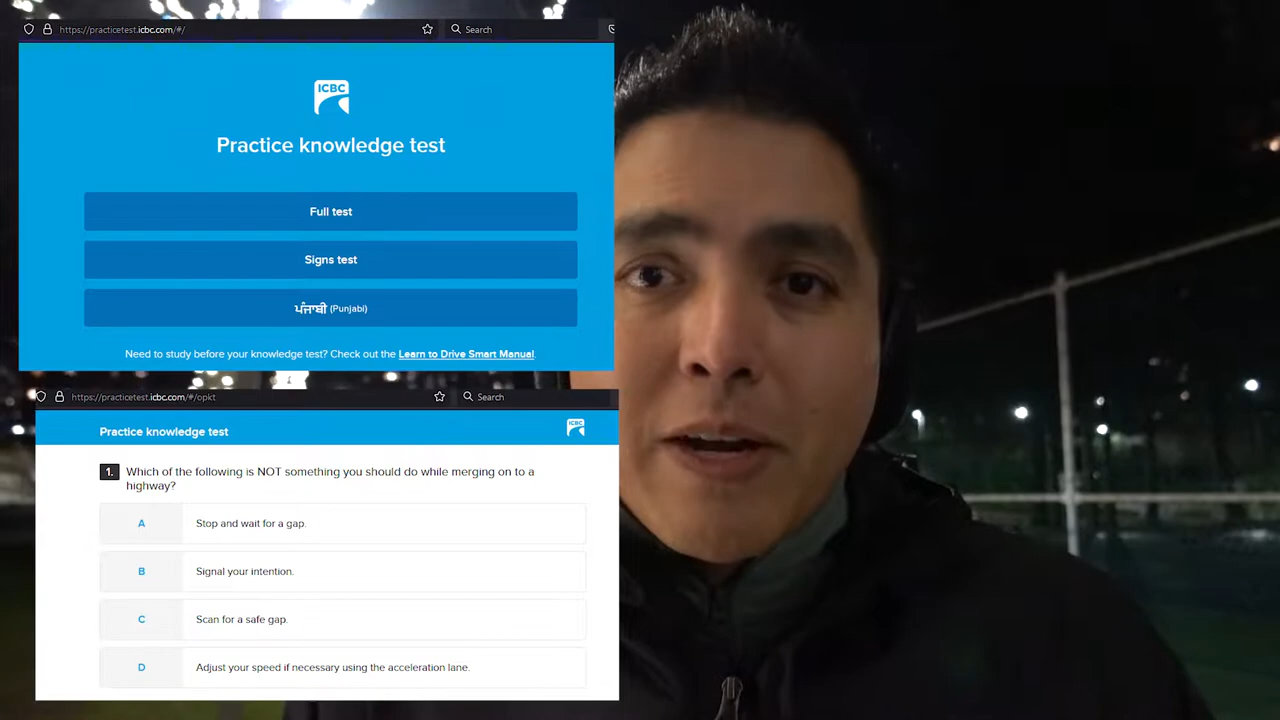 https://practicetest.icbc.com/#/
Search
ICBC
Practice knowledge test
Full test
Signs test
ਪੰਜਾਬੀ (Punjabi)
Need to study before your knowledge test? Check out the Learn to Drive Smart Manual.
https://practicetest.icbc.com/#/opkt
Search
Practice knowledge test
ICBC
1. Which of the following is NOT something you should do while merging on to a
highway?
A Stop and wait for a gap.
B Signal your intention.
C Scan for a safe gap.
D Adjust your speed if necessary using the acceleration lane.